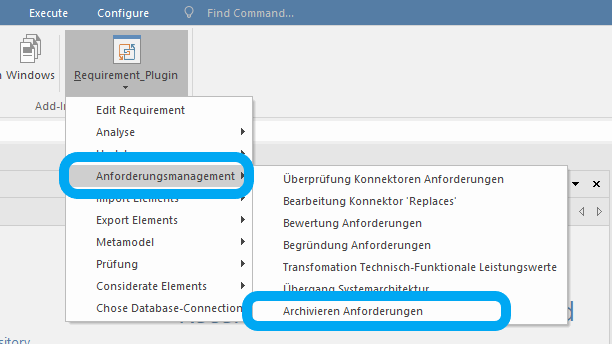 Execute
Configure
Find Command...
Windows
Requirement_Plugin
Add-In
Edit Requirement
Analyse
Anforderungsmanagement
Import Elements
Export Elements
Metamodel
Prüfung
Considerate Elements
Chose Database-Connection
Überprüfung Konnektoren Anforderungen
Bearbeitung Konnektor 'Replaces'
Bewertung Anforderungen
Begründung Anforderungen
Transfomation Technisch-Funktionale Leistungswerte
Übergang Systemarchitektur
Archivieren Anforderungen